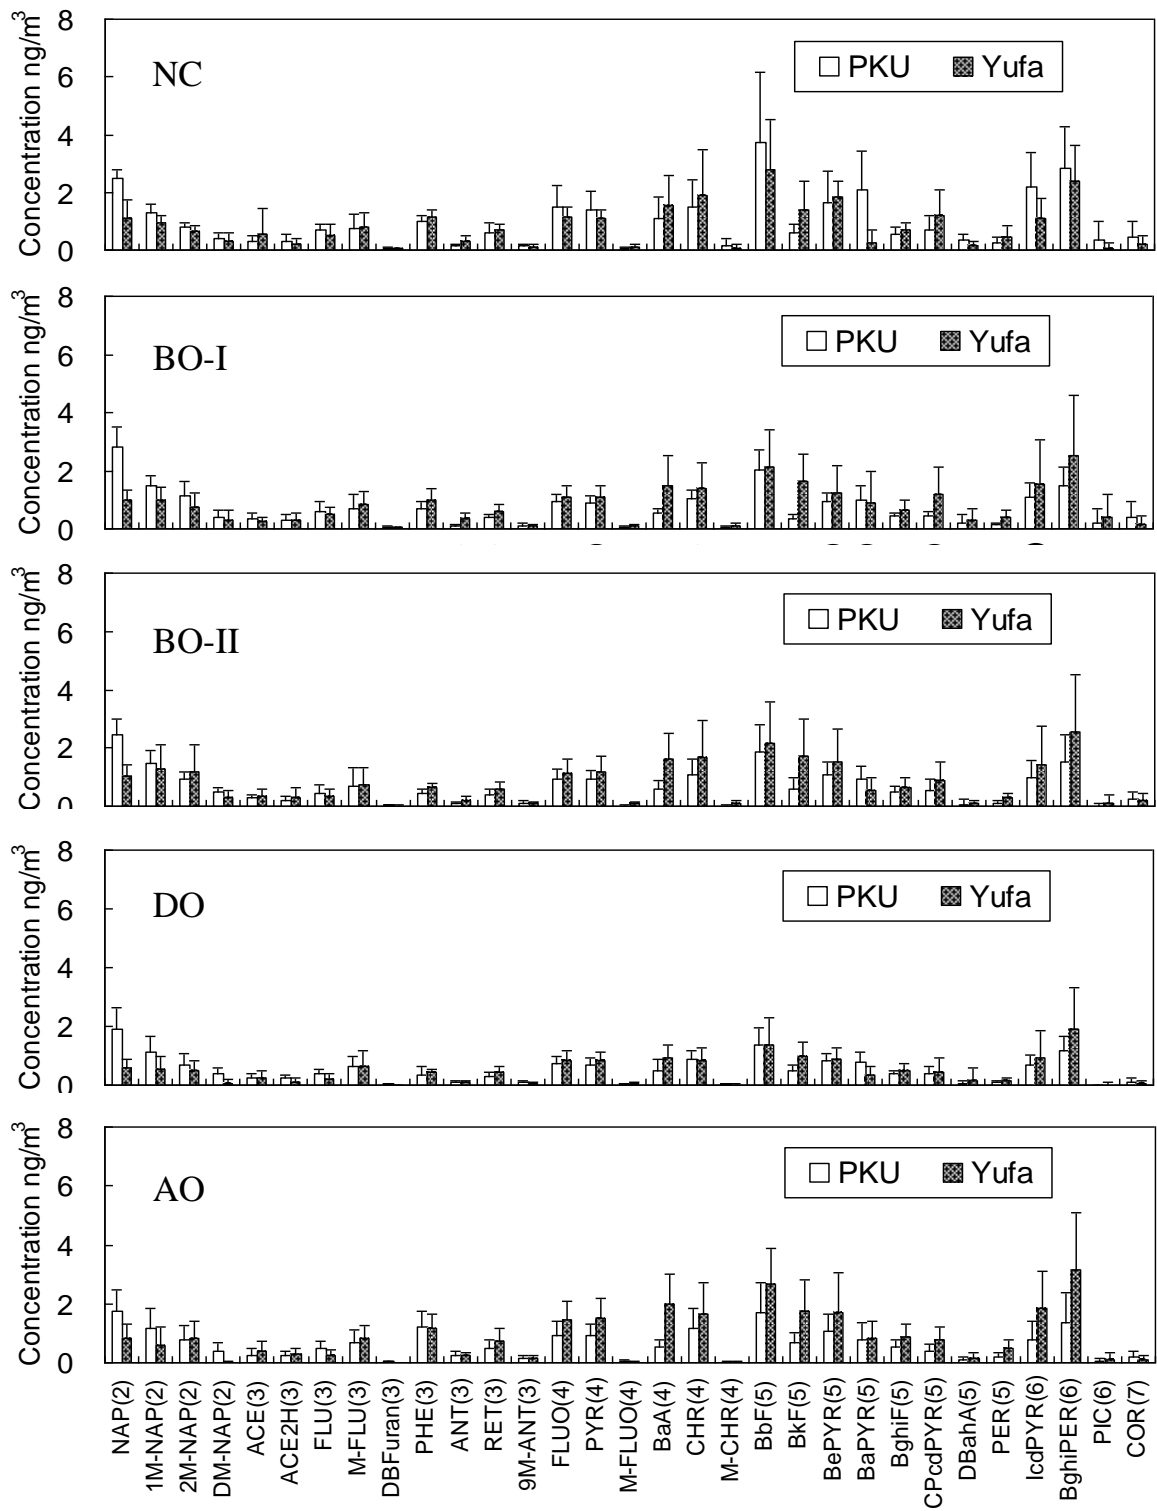 Concentration ng/m³
8
6
4
2
0
NC
PKU Yufa
Concentration ng/m³
8
6
4
2
0
BO-I
PKU Yufa
Concentration ng/m³
8
6
4
2
0
BO-II
PKU Yufa
Concentration ng/m³
8
6
4
2
0
DO
PKU Yufa
Concentration ng/m³
8
6
4
2
0
AO
PKU Yufa
NAP(2)
1M-NAP(2)
2M-NAP(2)
DM-NAP(2)
ACE(3)
ACE2H(3)
FLU(3)
M-FLU(3)
DBFuran(3)
PHE(3)
ANT(3)
RET(3)
9M-ANT(3)
FLUO(4)
PYR(4)
M-FLUO(4)
BaA(4)
CHR(4)
M-CHR(4)
BbF(5)
BkF(5)
BePYR(5)
BaPYR(5)
BghiF(5)
CPcdPYR(5)
DBahA(5)
PER(5)
IcdPYR(6)
BghiPER(6)
PIC(6)
COR(7)